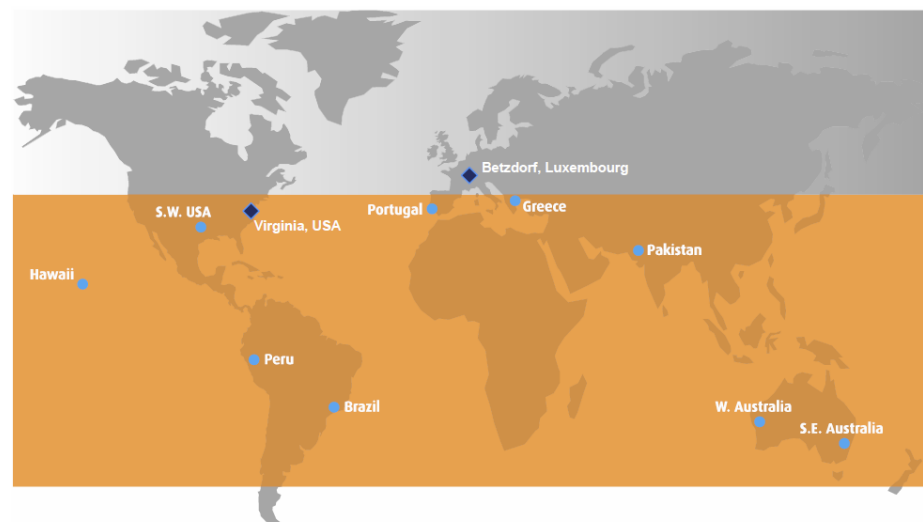 Betzdorf, Luxembourg
S.W. USA
Portugal
Greece
Virginia, USA
Pakistan
Hawaii
Peru
Brazil
W. Australia
S.E. Australia